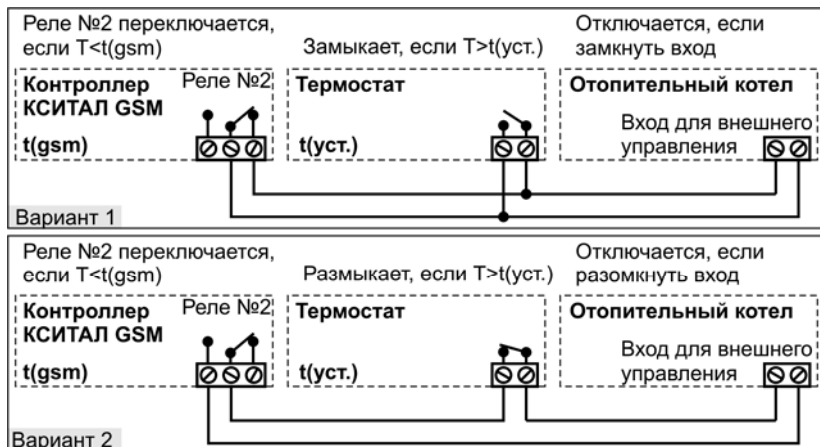 Реле №2 переключается,
если T<t(gsm)
Замыкает, если T>t(уст.)
Отключается, если
замкнуть вход
Контроллер
КСИТАЛ GSM
Реле №2
t(gsm)
Термостат
t(уст.)
Отопительный котел
Вход для внешнего
управления
Вариант 1
Реле №2 переключается,
если T<t(gsm)
Размыкает, если T>t(уст.)
Отключается, если
разомкнуть вход
Контроллер
КСИТАЛ GSM
Реле №2
t(gsm)
Термостат
t(уст.)
Отопительный котел
Вход для внешнего
управления
Вариант 2